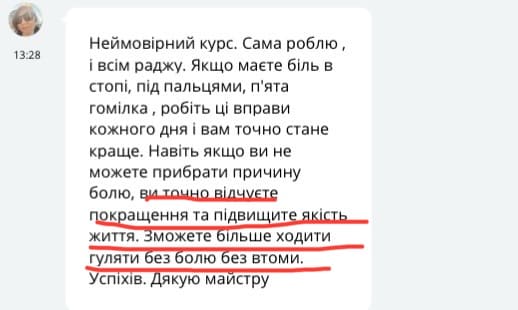 Неймовірний курс. Сама роблю ,
і всім раджу. Якщо маєте біль в
стопі, під пальцями, п'ята
гомілка , робіть ці вправи
кожного дня і вам точно стане
краще. Навіть якщо ви не
можете прибрати причину
болю, ви точно відчуєте
покращення та підвищите якість
життя. Зможете більше ходити
гуляти без болю без втоми.
Успіхів. Дякую майстру
13:28